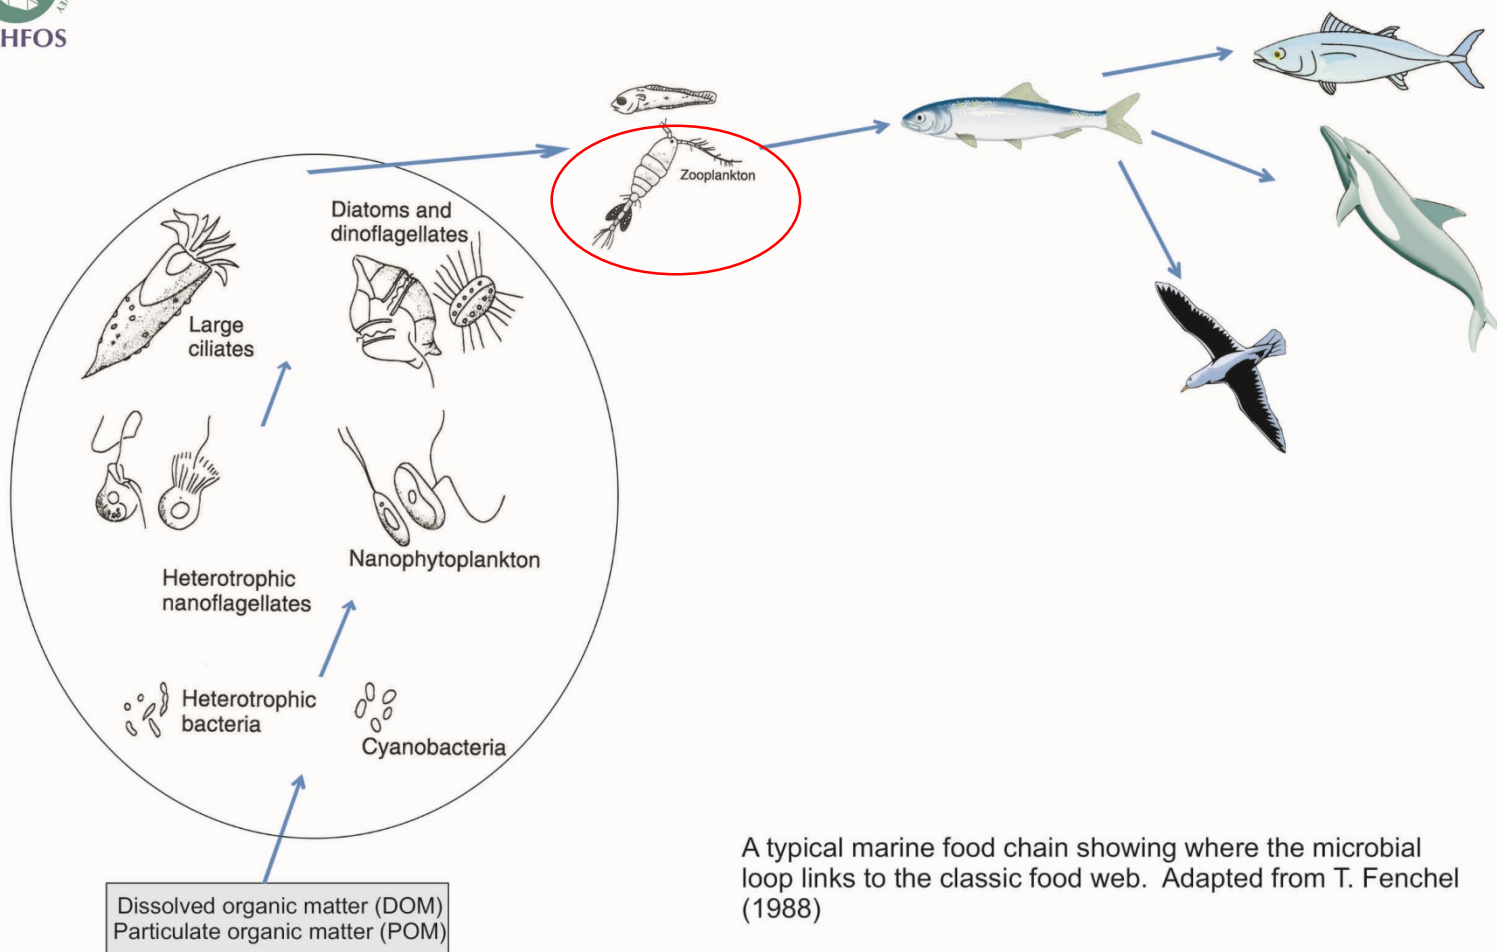 HFOS
Zooplankton
Diatoms and
dinoflagellates
Large
ciliates
Nanophytoplankton
Heterotrophic
nanoflagellates
Heterotrophic
bacteria
Cyanobacteria
Dissolved organic matter (DOM)
Particulate organic matter (POM)
A typical marine food chain showing where the microbial
loop links to the classic food web.  Adapted from T. Fenchel
(1988)